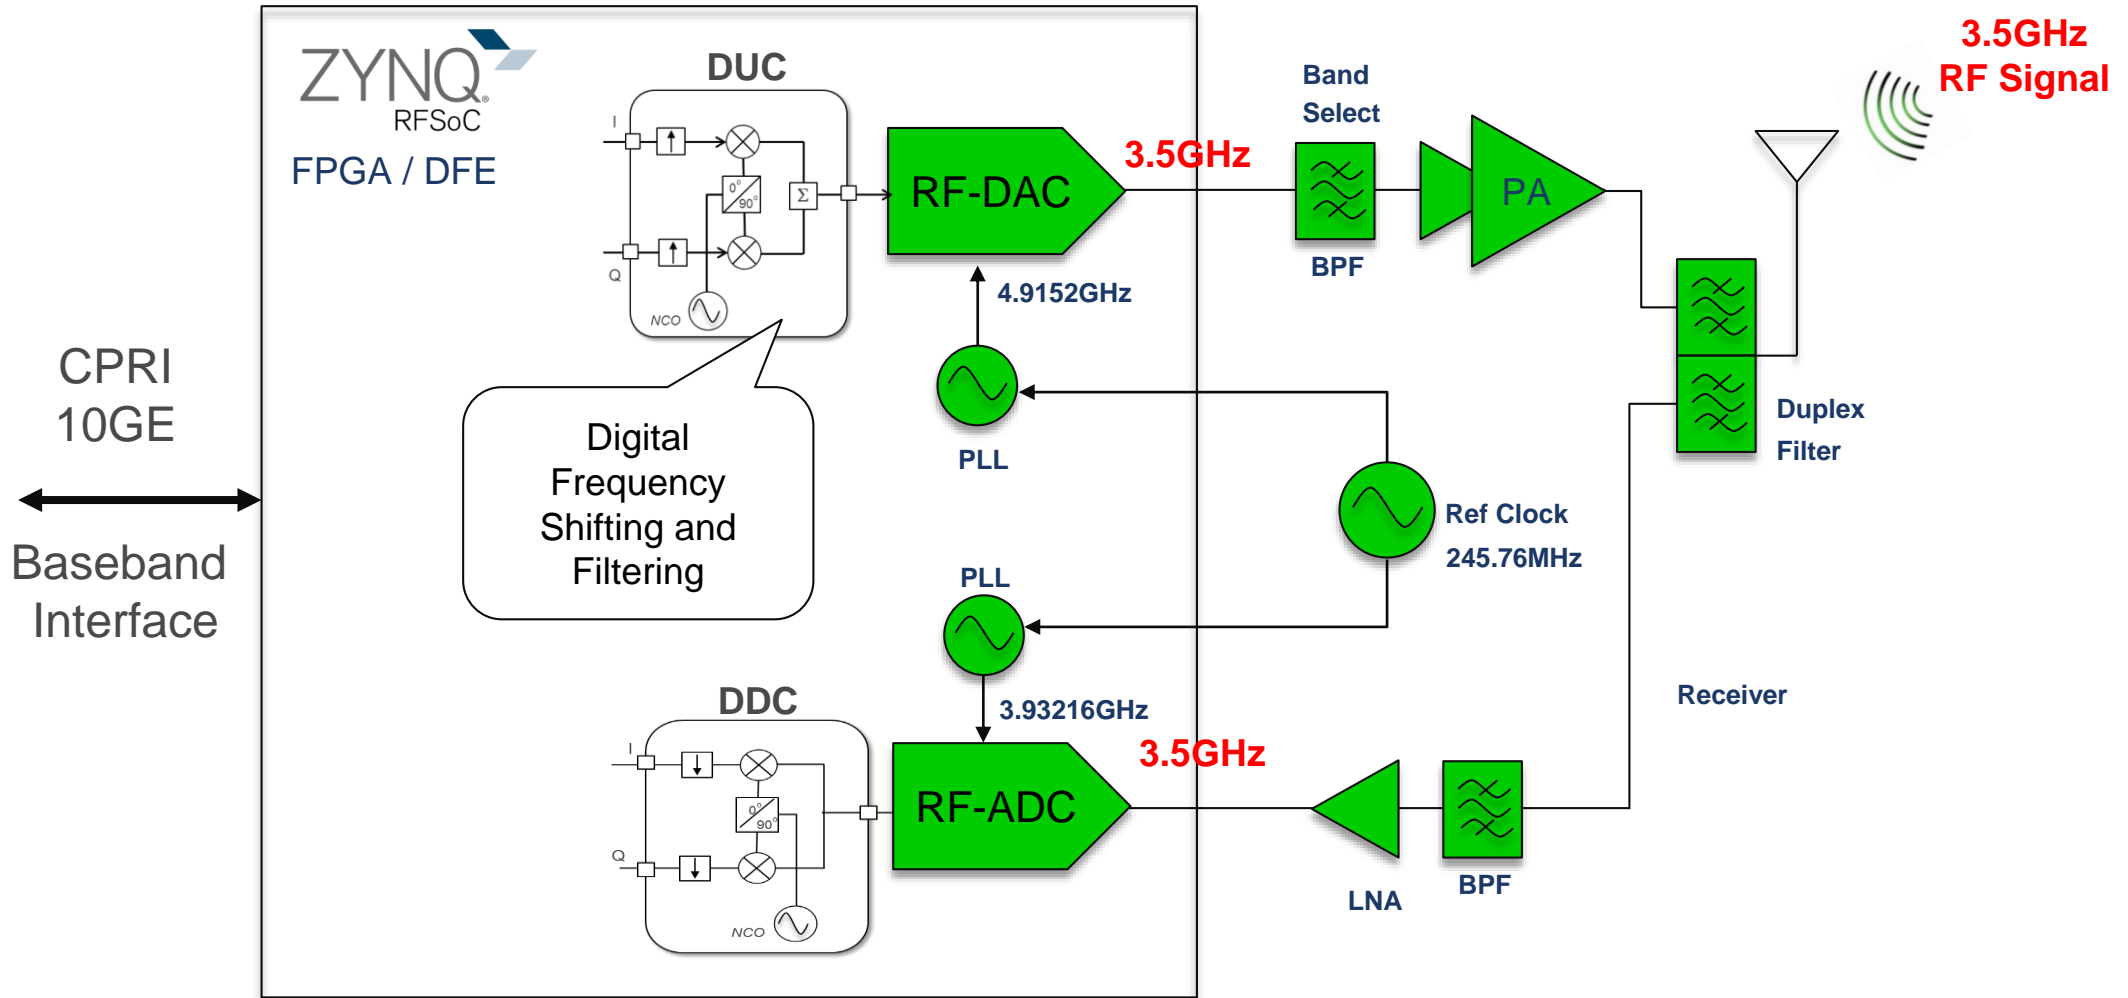 ZYNQ®
RFSoC
FPGA / DFE
DUC
I
0°
90°
Σ
Q
NCO
RF-DAC
3.5GHz
4.9152GHz
PLL
Band
Select
BPF
PA
3.5GHz
RF Signal
CPRI
10GE
Baseband
Interface
Digital
Frequency
Shifting and
Filtering
Duplex
Filter
Ref Clock
245.76MHz
PLL
3.93216GHz
DDC
I
0°
90°
Q
NCO
RF-ADC
3.5GHz
LNA
BPF
Receiver